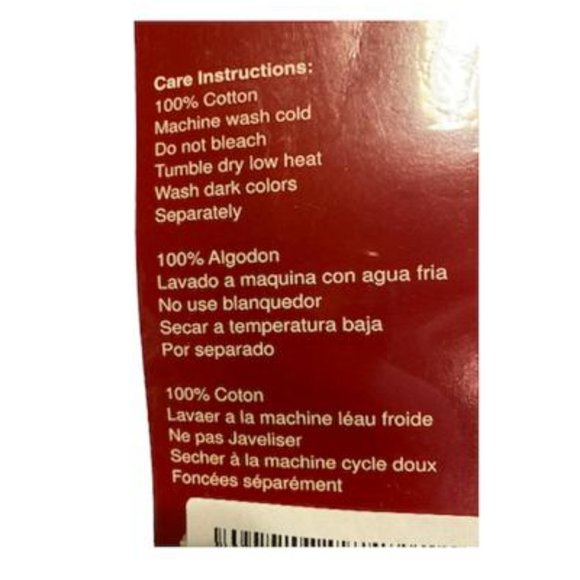 Care Instructions:
100% Cotton
Machine wash cold
Do not bleach
Tumble dry low heat
Wash dark colors
Separately
100% Algodon
Lavado a maquina con agua fria
No use blanquedor
Secar a temperatura baja
Por separado
100% Coton
Lavaer a la machine léau froide
Ne pas Javeliser
Secher à la machine cycle doux
Foncées séparément